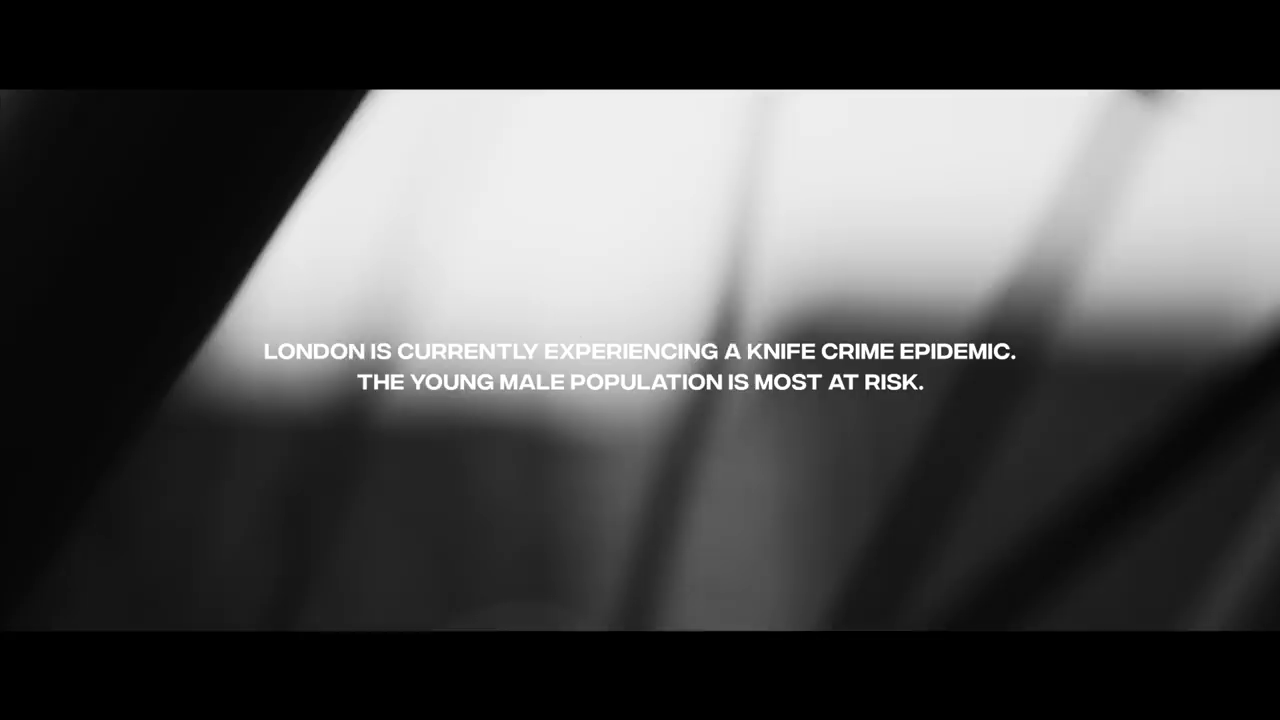 LONDON IS CURRENTLY EXPERIENCING A KNIFE CRIME EPIDEMIC.
THE YOUNG MALE POPULATION IS MOST AT RISK.